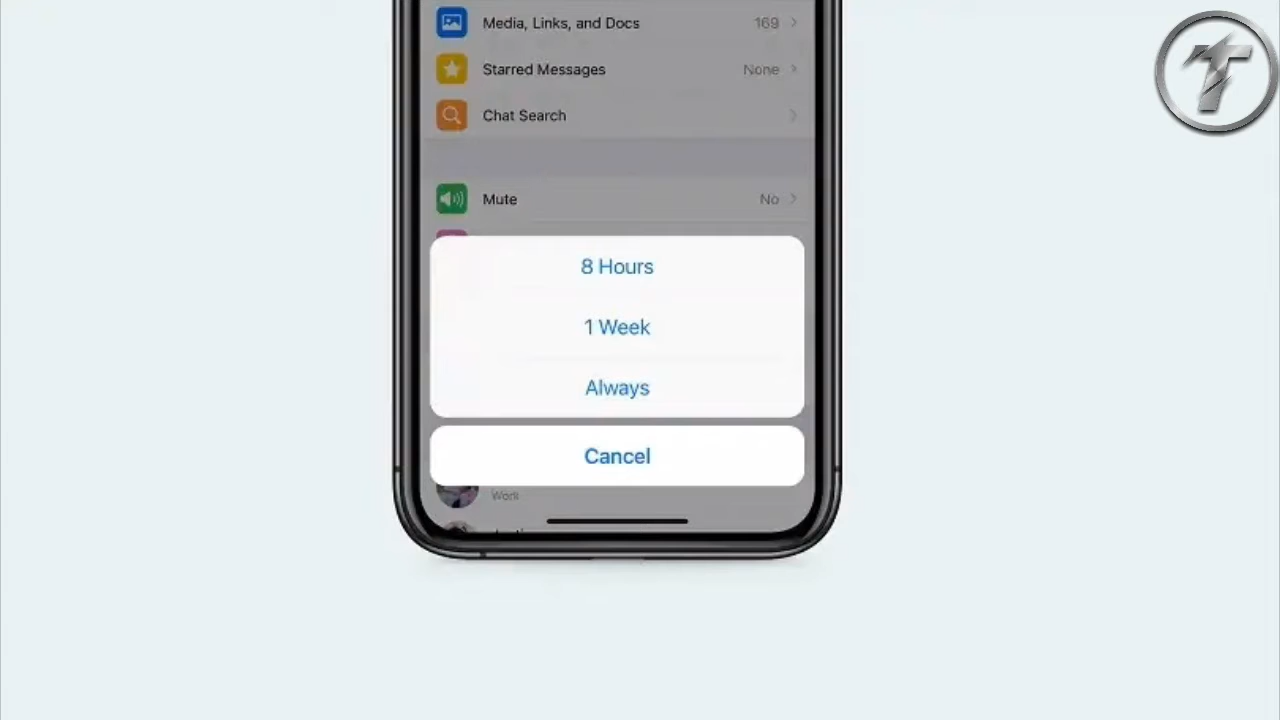 Media, Links, and Docs 169
Starred Messages None
Chat Search
Mute No
8 Hours
1 Week
Always
Cancel
Work